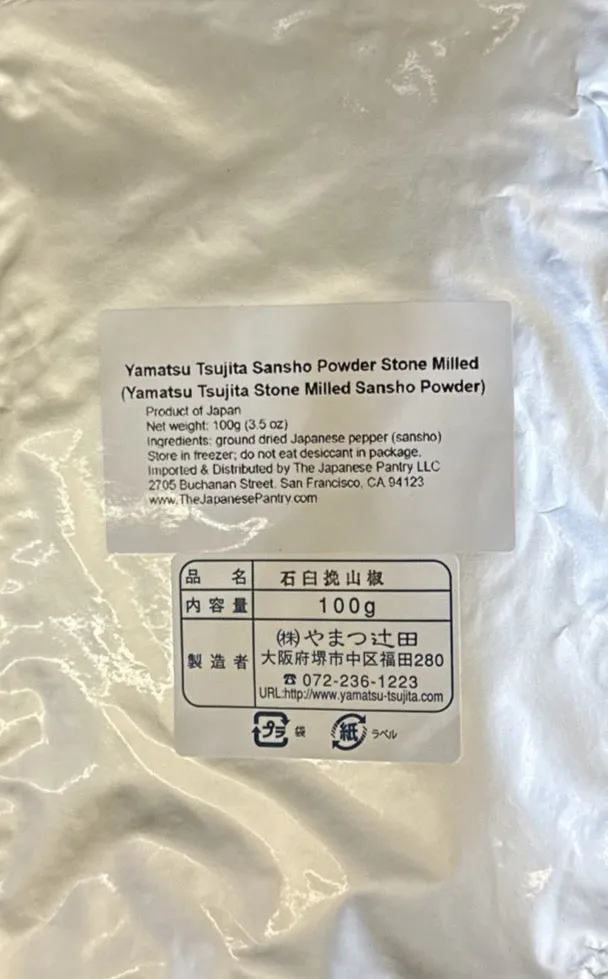 Yamatsu Tsujita Sansho Powder Stone Milled
(Yamatsu Tsujita Stone Milled Sansho Powder)
Product of Japan
Net weight: 100g (3.5 oz)
Ingredients: ground dried Japanese pepper (sansho)
Store in freezer; do not eat desiccant in package.
Imported & Distributed by The Japanese Pantry LLC
2705 Buchanan Street. San Francisco, CA 94123
www.TheJapanesePantry.com
品名 石臼挽山椒
内容量 100g
製造者 ㈱やまつ辻田
大阪府堺市中区福田280
☎ 072-236-1223
URL:http://www.yamatsu-tsujita.com
プラ 袋 紙 ラベル